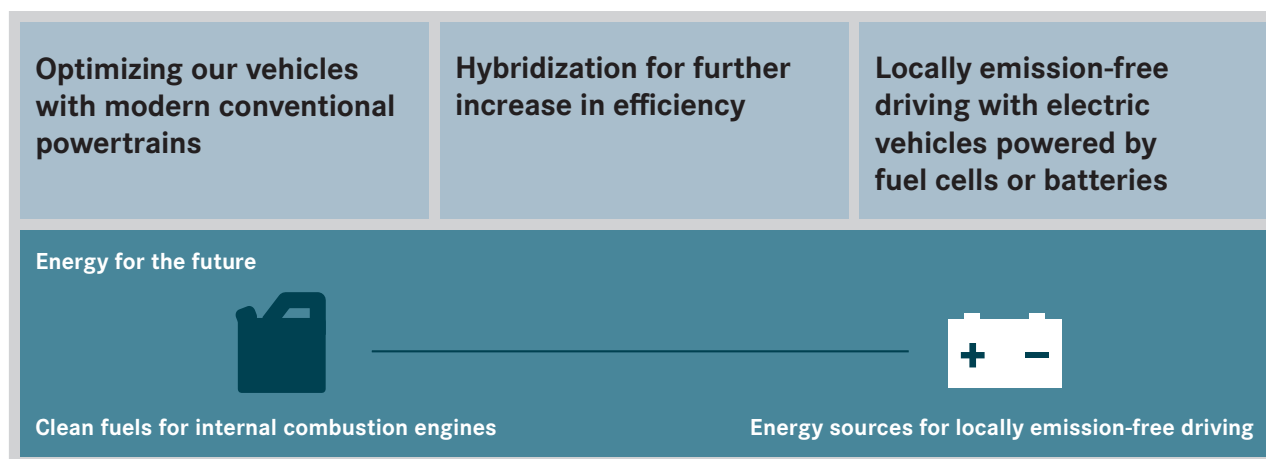 Optimizing our vehicles
with modern conventional
powertrains
Hybridization for further
increase in efficiency
Locally emission-free
driving with electric
vehicles powered by
fuel cells or batteries
Energy for the future
+ −
Clean fuels for internal combustion engines
Energy sources for locally emission-free driving